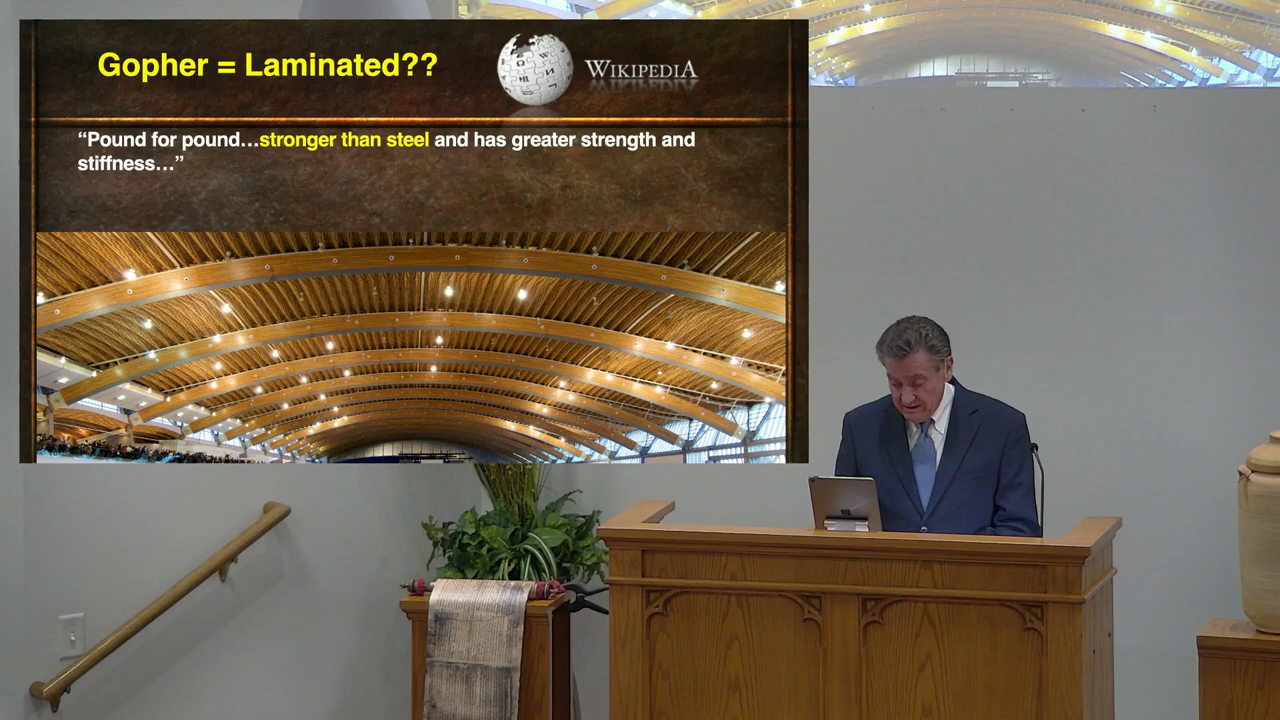 Gopher = Laminated??
WIKIPEDIA
“Pound for pound…stronger than steel and has greater strength and
stiffness…”